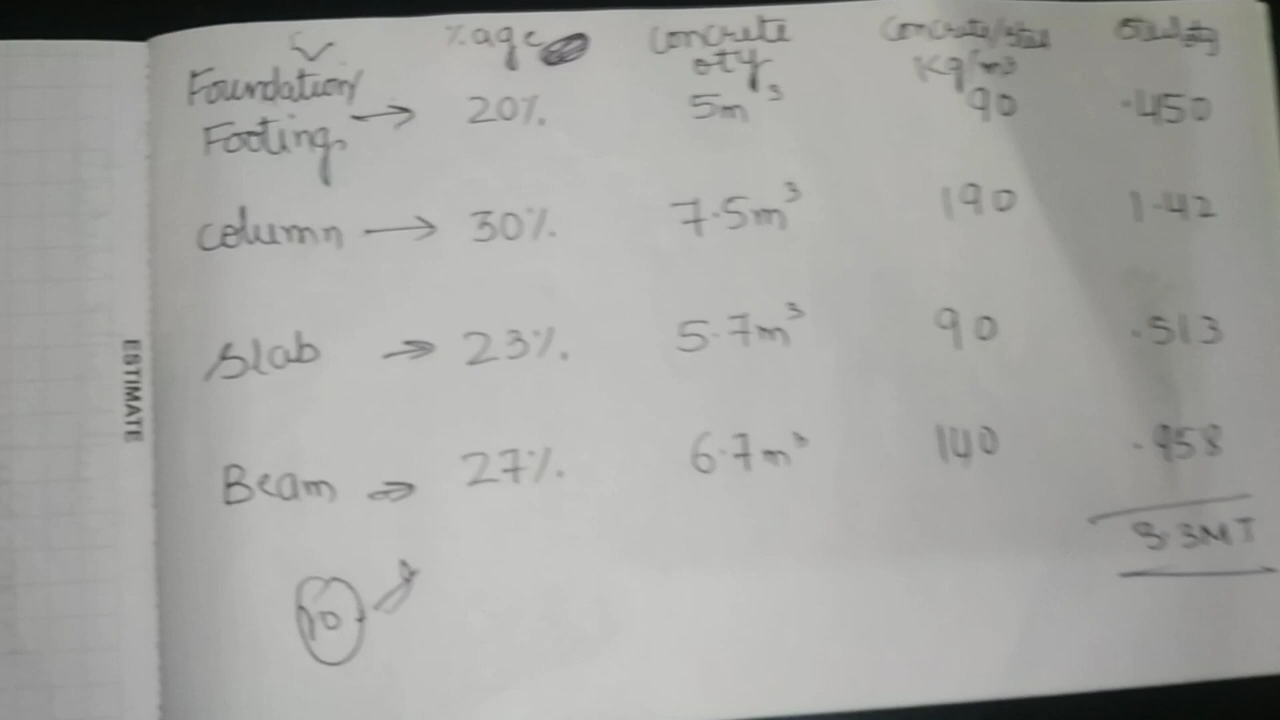 %age concrete qty concrete/steel Kg/m³
Foundation/
Footing → 20% 5m³ 90 .450
column → 30% 7.5m³ 190 1.42
Slab → 23% 5.7m³ 90 .513
Beam → 27% 6.7m³ 140 .958
3.3MT
ESTIMATE